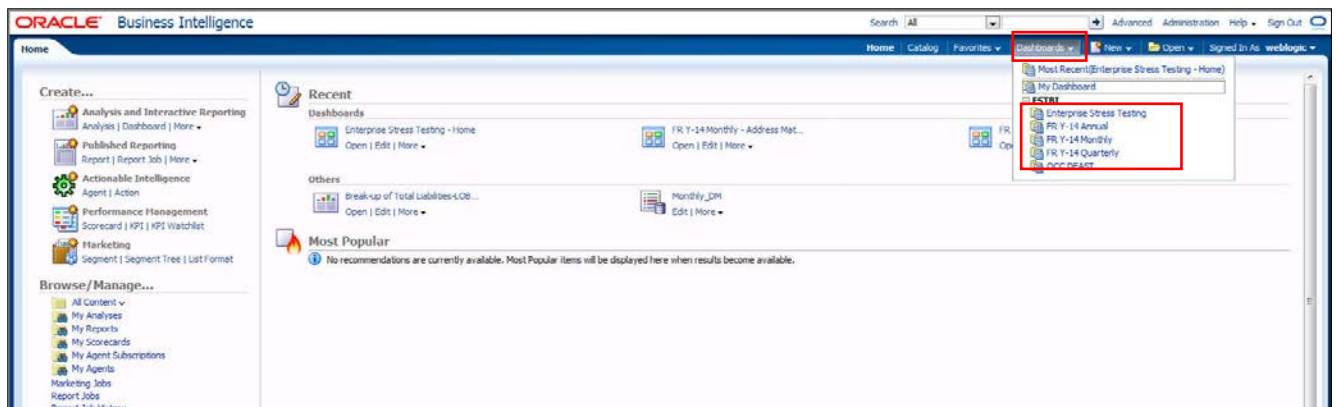 ORACLE Business Intelligence
Search All Advanced Administration Help Sign Out
Home
Home Catalog Favorites Dashboards New Open Signed In As weblogic
Most Recent(Enterprise Stress Testing - Home)
My Dashboard
ESTBI
Enterprise Stress Testing
FR Y-14 Annual
FR Y-14 Monthly
FR Y-14 Quarterly
OCC DFAST
Create...
Analysis and Interactive Reporting
Analysis | Dashboard | More
Published Reporting
Report | Report Job | More
Actionable Intelligence
Agent | Action
Performance Management
Scorecard | KPI | KPI Watchlist
Marketing
Segment | Segment Tree | List Format
Browse/Manage...
All Content
My Analyses
My Reports
My Scorecards
My Agent Subscriptions
My Agents
Marketing Jobs
Report Jobs
Report Job History
Recent
Dashboards
Enterprise Stress Testing - Home
Open | Edit | More
FR Y-14 Monthly - Address Mat...
Open | Edit | More
FR
Others
Break-up of Total Liabilities-LOB...
Open | Edit | More
Monthly_DM
Edit | More
Most Popular
No recommendations are currently available. Most Popular items will be displayed here when results become available.